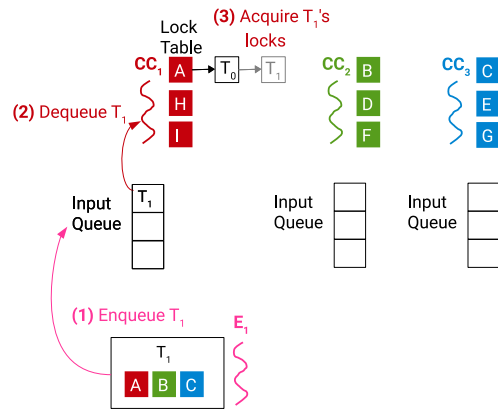 (3) Acquire T1's
locks
Lock
Table
CC1 A T0 T1
H
I
CC2 B
D
F
CC3 C
E
G
(2) Dequeue T1
Input
Queue
T1
Input
Queue
Input
Queue
(1) Enqueue T1
E1
T1
A B C